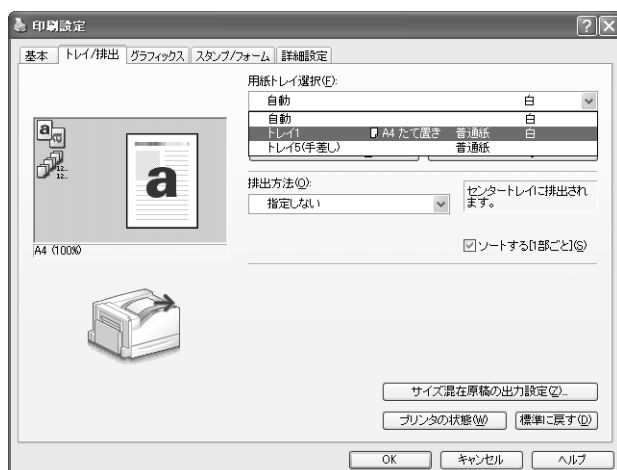 印刷設定
基本 トレイ/排出 グラフィックス スタンプ/フォーム 詳細設定
用紙トレイ選択(F):
自動 白
自動 白
トレイ1 A4 たて置き 普通紙 白
トレイ5(手差し) 普通紙
a
12..
12..
a
A4 (100%)
排出方法(O):
指定しない
センタートレイに排出され
ます。
ソートする[1部ごと](S)
サイズ混在原稿の出力設定(Z)...
プリンタの状態(W) 標準に戻す(D)
OK キャンセル ヘルプ